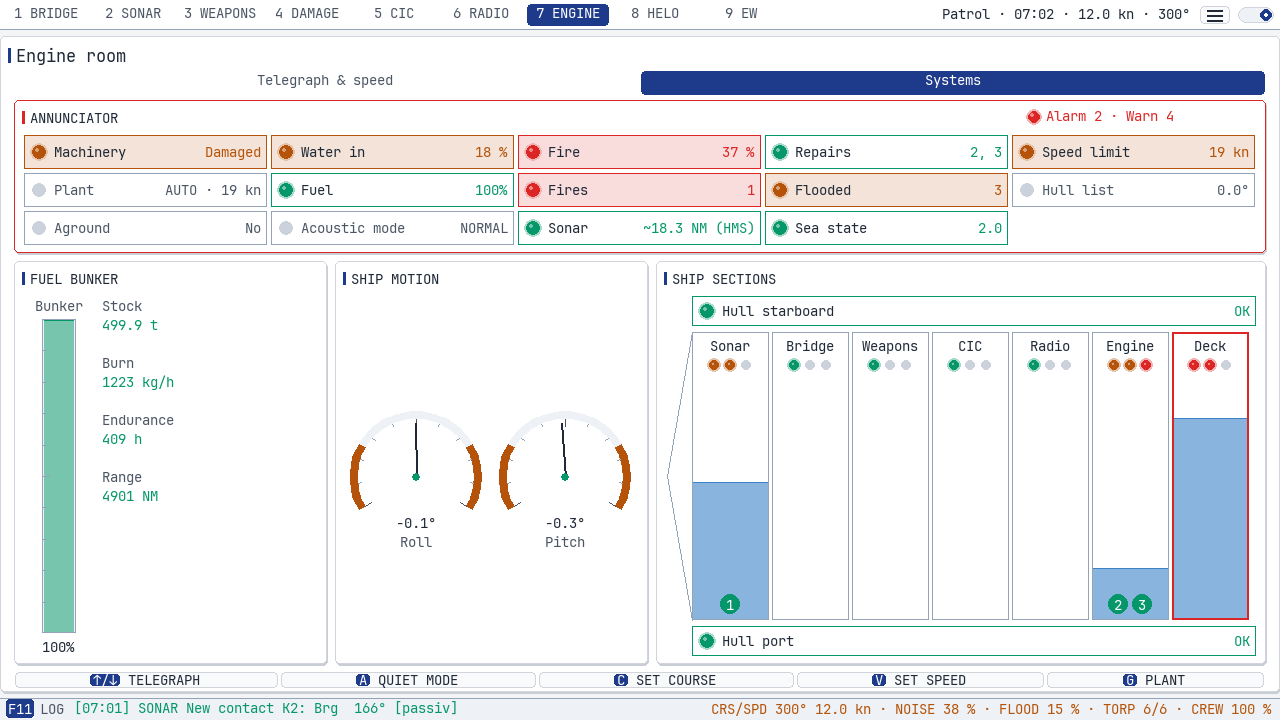 1 BRIDGE 2 SONAR 3 WEAPONS 4 DAMAGE 5 CIC 6 RADIO 7 ENGINE 8 HELO 9 EW Patrol · 07:02 · 12.0 kn · 300°
Engine room
Telegraph & speed Systems
ANNUNCIATOR Alarm 2 · Warn 4
Machinery Damaged Water in 18 % Fire 37 % Repairs 2, 3 Speed limit 19 kn
Plant AUTO · 19 kn Fuel 100% Fires 1 Flooded 3 Hull list 0.0°
Aground No Acoustic mode NORMAL Sonar ~18.3 NM (HMS) Sea state 2.0
FUEL BUNKER SHIP MOTION SHIP SECTIONS
Bunker Stock
499.9 t
Burn
1223 kg/h
Endurance
409 h
Range
4901 NM
100%
-0.1° -0.3°
Roll Pitch
Hull starboard OK
Sonar Bridge Weapons CIC Radio Engine Deck
1 2 3
Hull port OK
↑/↓ TELEGRAPH A QUIET MODE C SET COURSE V SET SPEED G PLANT
F11 LOG [07:01] SONAR New contact K2: Brg 166° [passiv] CRS/SPD 300° 12.0 kn · NOISE 38 % · FLOOD 15 % · TORP 6/6 · CREW 100 %